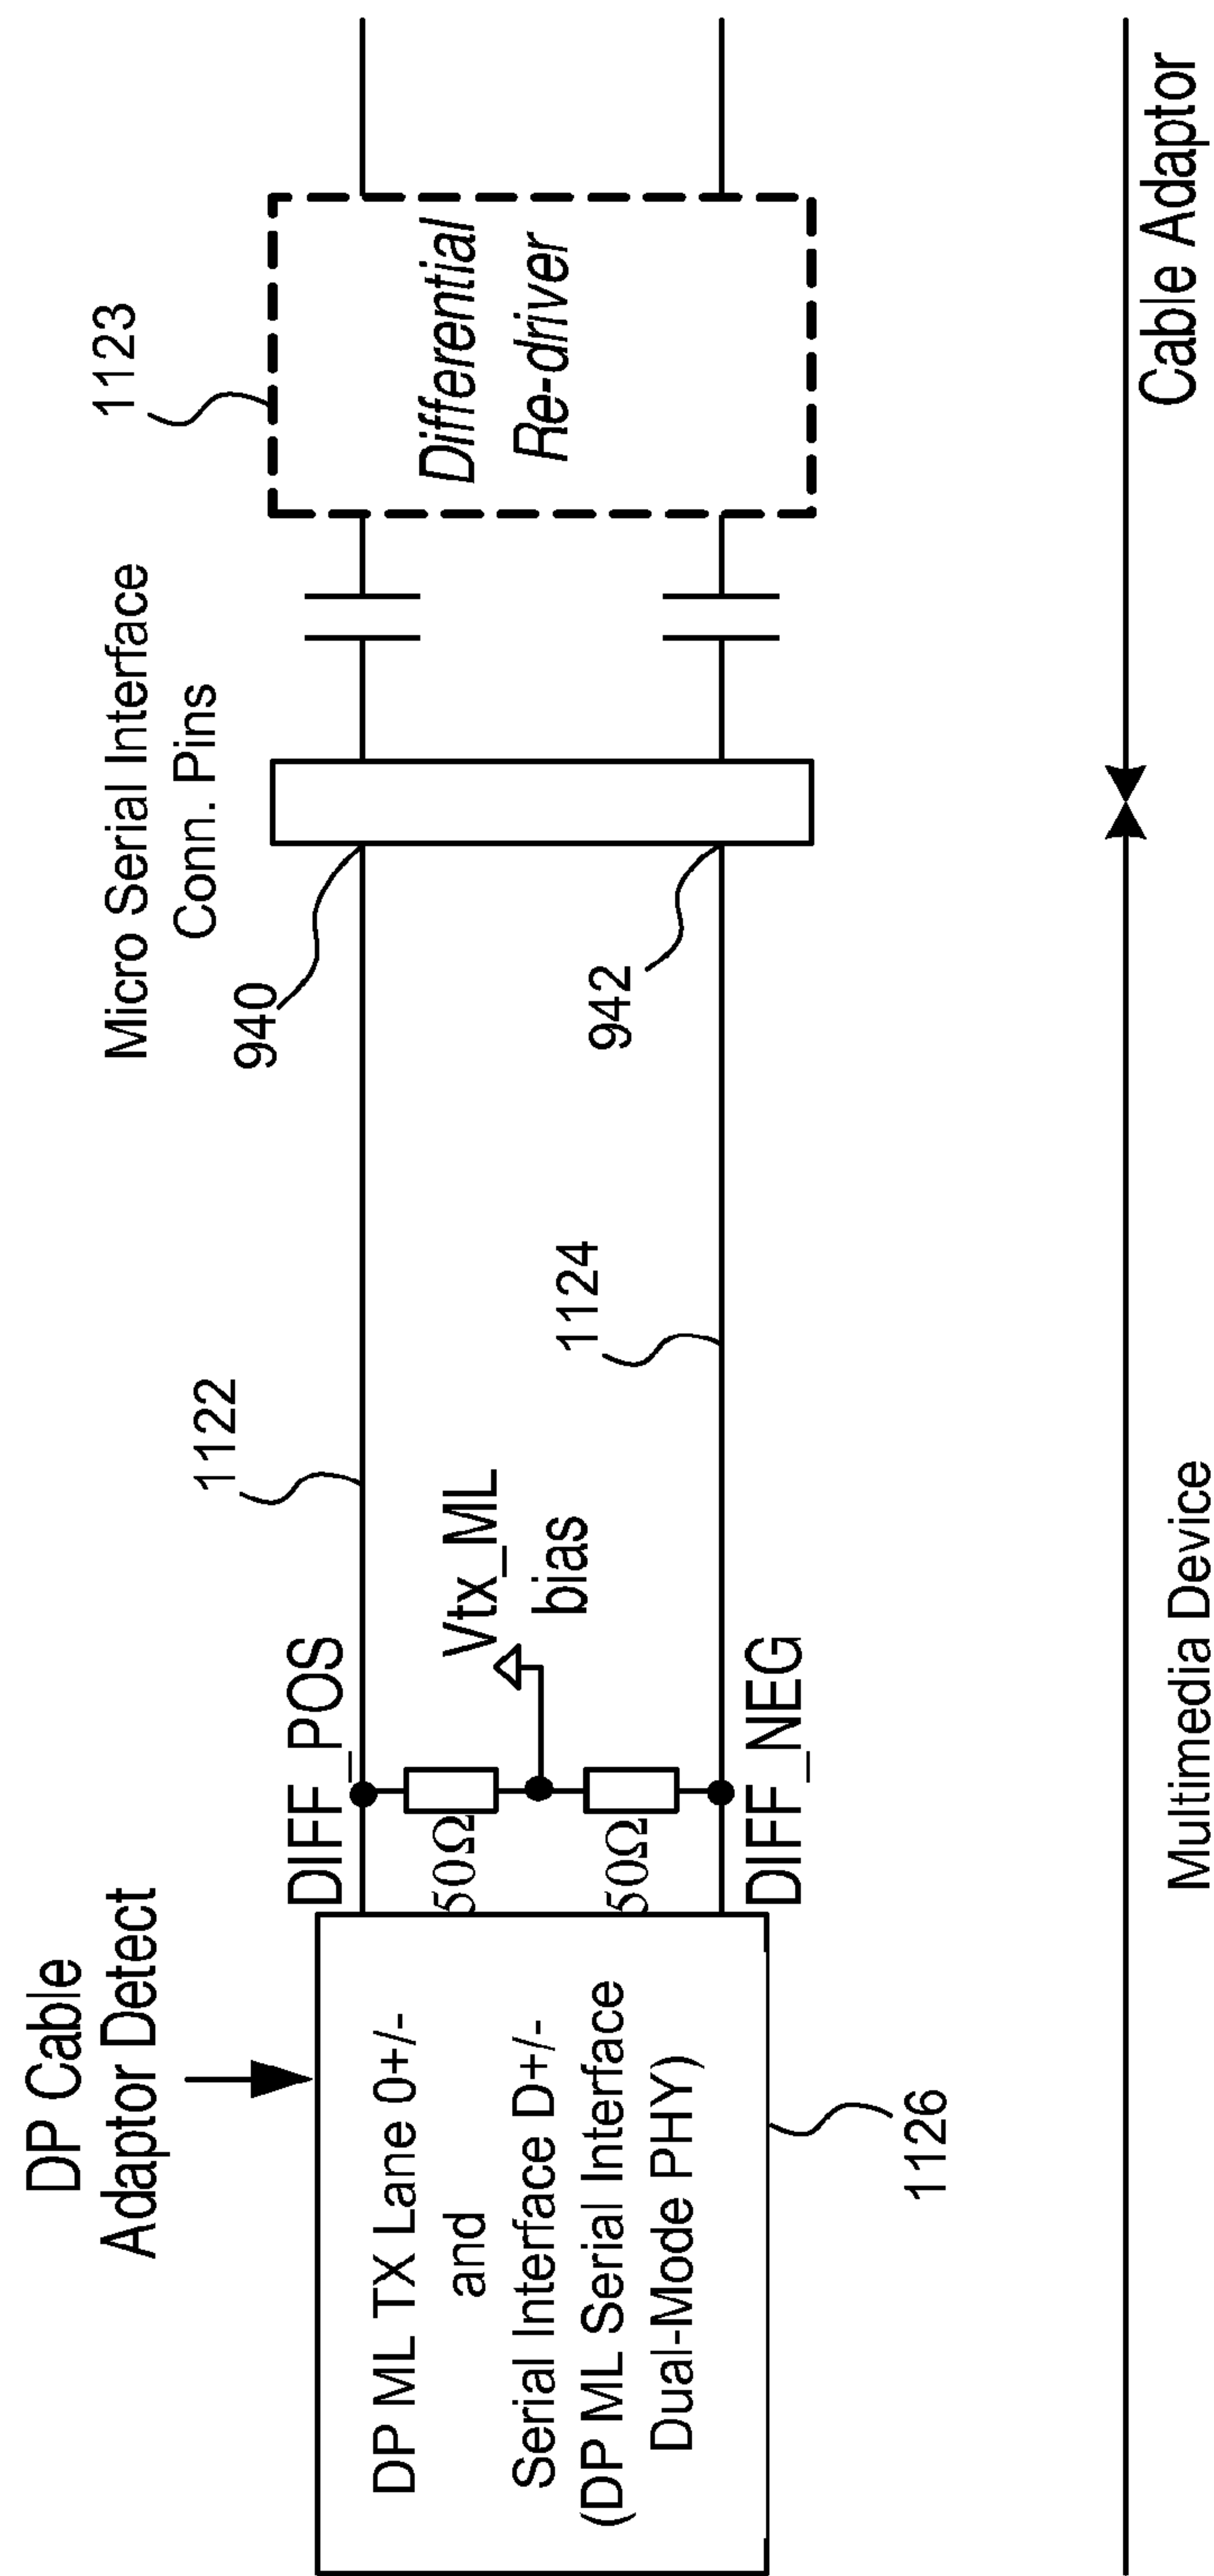 DP Cable
Adaptor Detect
DP ML TX Lane 0+/-
and
Serial Interface D+/-
(DP ML Serial Interface
Dual-Mode PHY)
1126
DIFF_POS
50Ω
50Ω
DIFF_NEG
Vtx_ML
bias
1122
1124
Micro Serial Interface
Conn. Pins
940
942
1123
Differential
Re-driver
Multimedia Device
Cable Adaptor